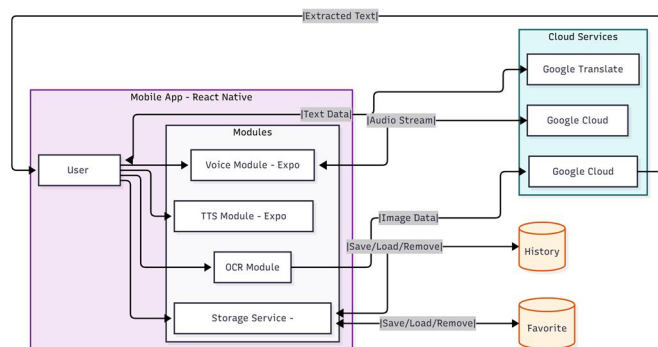 |Extracted Text|
Cloud Services
Google Translate
Mobile App - React Native
|Text Data|
|Audio Stream|
Google Cloud
Modules
User
Voice Module - Expo
Google Cloud
TTS Module - Expo
|Image Data|
|Save/Load/Remove|
History
OCR Module
Storage Service -
|Save/Load/Remove|
Favorite